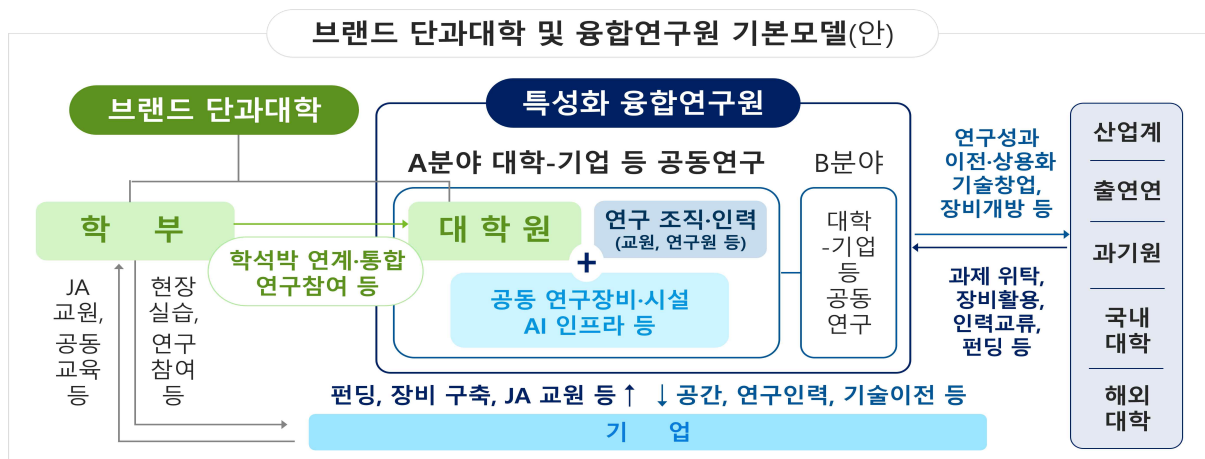 브랜드 단과대학 및 융합연구원 기본모델(안)
브랜드 단과대학
특성화 융합연구원
A분야 대학-기업 등 공동연구
B분야
학 부
대 학 원
연구 조직·인력
(교원, 연구원 등)
+
학석박 연계·통합
연구참여 등
공동 연구장비·시설
AI 인프라 등
대학
-기업
등
공동
연구
JA
교원,
공동
교육
등
현장
실습,
연구
참여
등
연구성과
이전·상용화
기술창업,
장비개방 등
과제 위탁,
장비활용,
인력교류,
펀딩 등
산업계
출연연
과기원
국내
대학
해외
대학
펀딩, 장비 구축, JA 교원 등 ↑ ↓ 공간, 연구인력, 기술이전 등
기 업